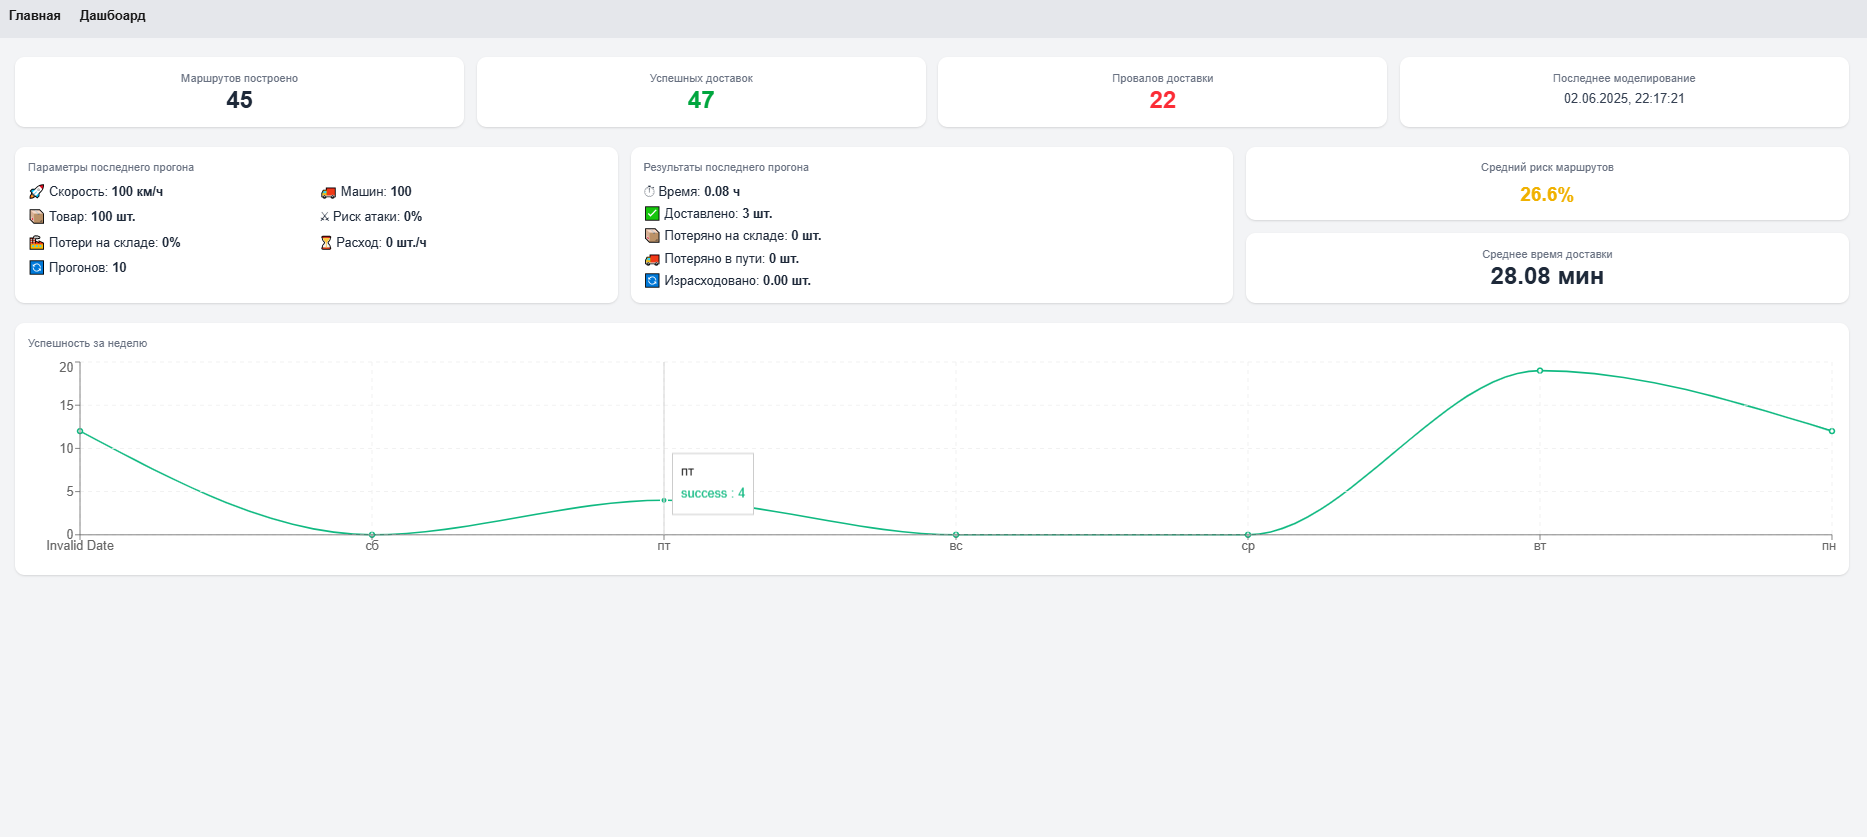 Главная Дашбоард
Маршрутов построено
45
Успешных доставок
47
Провалов доставки
22
Последнее моделирование
02.06.2025, 22:17:21
Параметры последнего прогона
🚀 Скорость: 100 км/ч
🚚 Машин: 100
📦 Товар: 100 шт.
⚔ Риск атаки: 0%
🏭 Потери на складе: 0%
⏳ Расход: 0 шт./ч
🔄 Прогонов: 10
Результаты последнего прогона
⏱ Время: 0.08 ч
✅ Доставлено: 3 шт.
📦 Потеряно на складе: 0 шт.
🚚 Потеряно в пути: 0 шт.
🔄 Израсходовано: 0.00 шт.
Средний риск маршрутов
26.6%
Среднее время доставки
28.08 мин
Успешность за неделю
20
15
10
5
0
пт
success : 4
Invalid Date сб пт вс ср вт пн